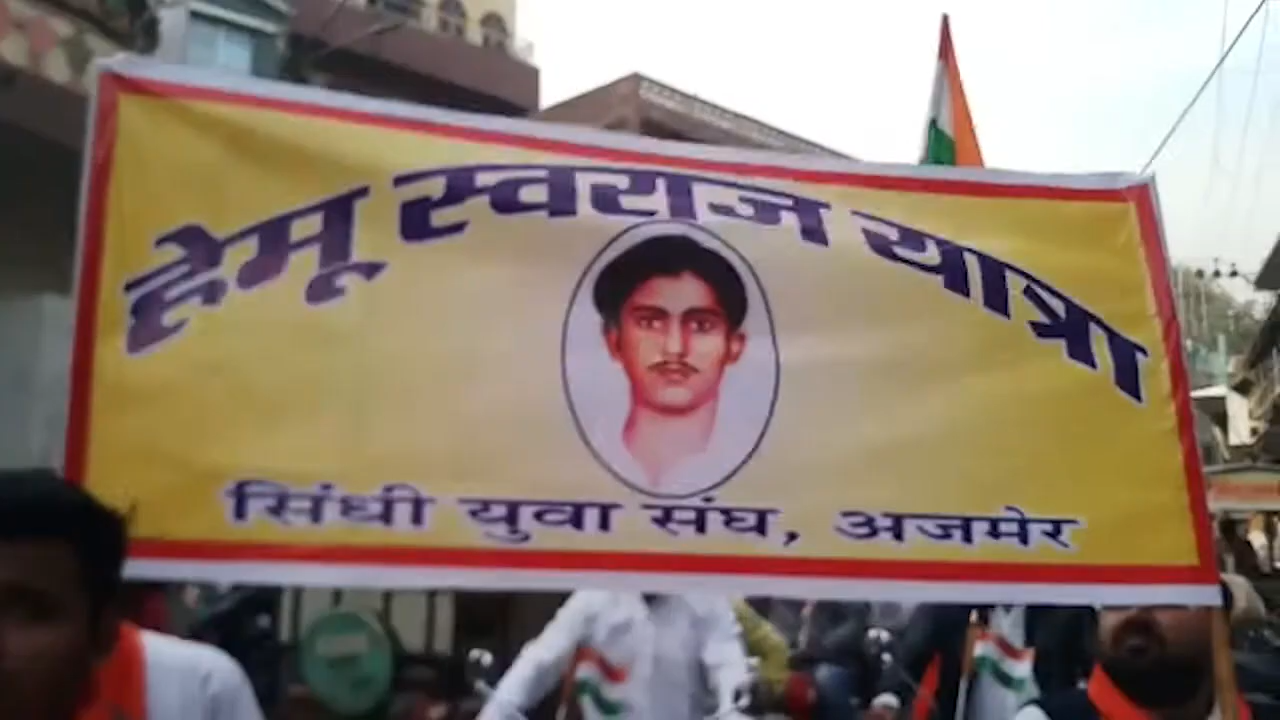 हेमू स्वराज यात्रा
सिंधी युवा संघ, अजमेर